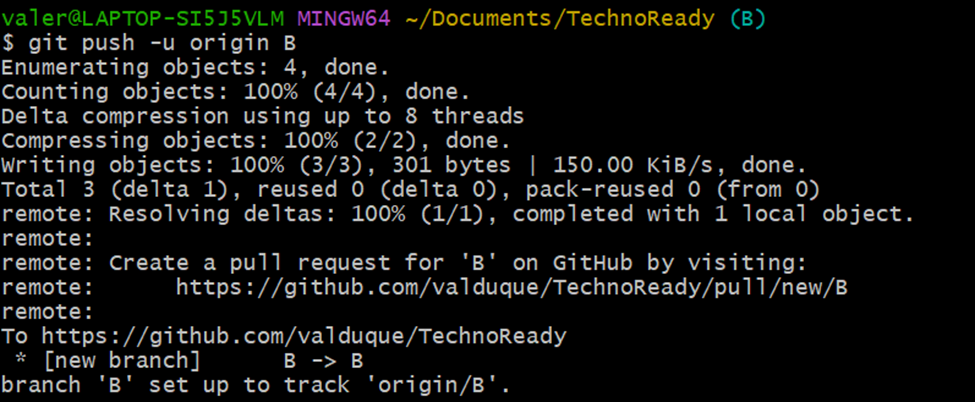 valer@LAPTOP-SI5J5VLM MINGW64 ~/Documents/TechnoReady (B)
$ git push -u origin B
Enumerating objects: 4, done.
Counting objects: 100% (4/4), done.
Delta compression using up to 8 threads
Compressing objects: 100% (2/2), done.
Writing objects: 100% (3/3), 301 bytes | 150.00 KiB/s, done.
Total 3 (delta 1), reused 0 (delta 0), pack-reused 0 (from 0)
remote: Resolving deltas: 100% (1/1), completed with 1 local object.
remote:
remote: Create a pull request for 'B' on GitHub by visiting:
remote:      https://github.com/valduque/TechnoReady/pull/new/B
remote:
To https://github.com/valduque/TechnoReady
 * [new branch]      B -> B
branch 'B' set up to track 'origin/B'.